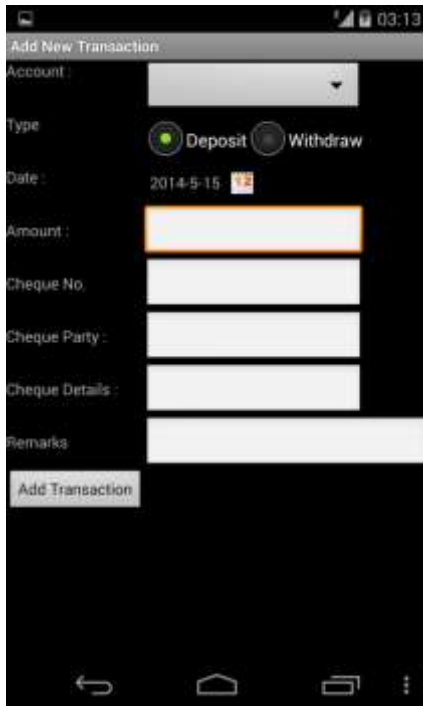 03:13
Add New Transaction
Account :
Type
Deposit Withdraw
Date :
2014-5-15 12
Amount :
Cheque No.
Cheque Party :
Cheque Details :
Remarks
Add Transaction